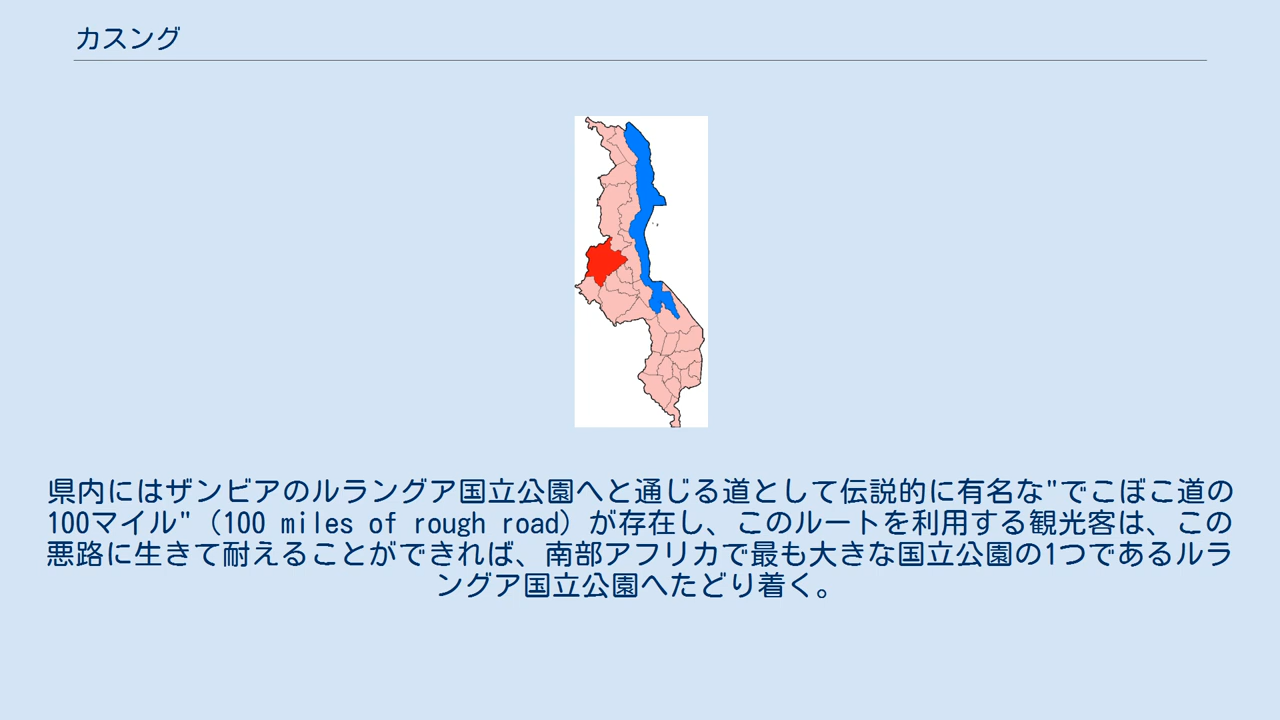 カスング
県内にはザンビアのルラングア国立公園へと通じる道として伝説的に有名な"でこぼこ道の
100マイル"（100 miles of rough road）が存在し、このルートを利用する観光客は、この
悪路に生きて耐えることができれば、南部アフリカで最も大きな国立公園の1つであるルラ
ングア国立公園へたどり着く。